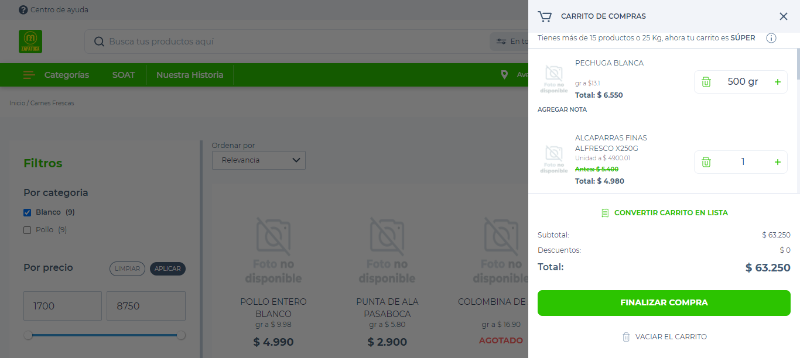 Centro de ayuda
Busca tus productos aquí
En to
Categorías
SOAT
Nuestra Historia
Inicio / Carnes Frescas
Filtros
Por categoría
Blanco (9)
Pollo (9)
Por precio
LIMPIAR
APLICAR
1700
8750
Ordenar por
Relevancia
Foto no
disponible
POLLO ENTERO
BLANCO
gr a $ 9.98
$ 4.990
Foto no
disponible
PUNTA DE ALA
PASABOCA
gr a $ 5.80
$ 2.900
Foto no
disponible
COLOMBINA DE
gr a $ 16.90
AGOTADO
CARRITO DE COMPRAS
Tienes más de 15 productos o 25 Kg, ahora tu carrito es SÚPER
Foto no
disponible
PECHUGA BLANCA
gr a $13.1
Total: $ 6.550
500 gr
AGREGAR NOTA
Foto no
disponible
ALCAPARRAS FINAS
ALFRESCO X250G
Unidad a $ 4900.01
Antes: $ 5.400
Total: $ 4.980
1
CONVERTIR CARRITO EN LISTA
Subtotal:
$ 63.250
Descuentos:
$ 0
Total:
$ 63.250
FINALIZAR COMPRA
VACIAR EL CARRITO